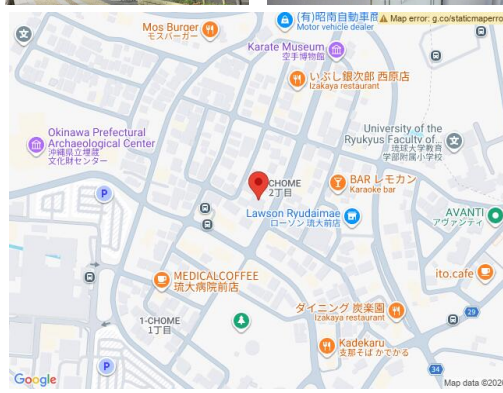 Mos Burger
モスバーガー
(有)昭南自動車商
Motor vehicle dealer
Map error: g.co/staticmaperro
Karate Museum
空手博物館
いぶし銀次郎 西原店
Izakaya restaurant
Okinawa Prefectural
Archaeological Center
沖縄県立埋蔵
文化財センター
University of the
Ryukyus Faculty of...
琉球大学教育
学部附属小学校
P
CHOME
2丁目
BAR レモカン
Karaoke bar
Lawson Ryudaimae
ローソン 琉大前店
AVANTI
アヴァンティ
MEDICALCOFFEE
琉大病院前店
ito.cafe
1-CHOME
1丁目
ダイニング 炭楽園
Izakaya restaurant
29
Kadekaru
支那そば かでかる
P
34
Google
Map data ©2026